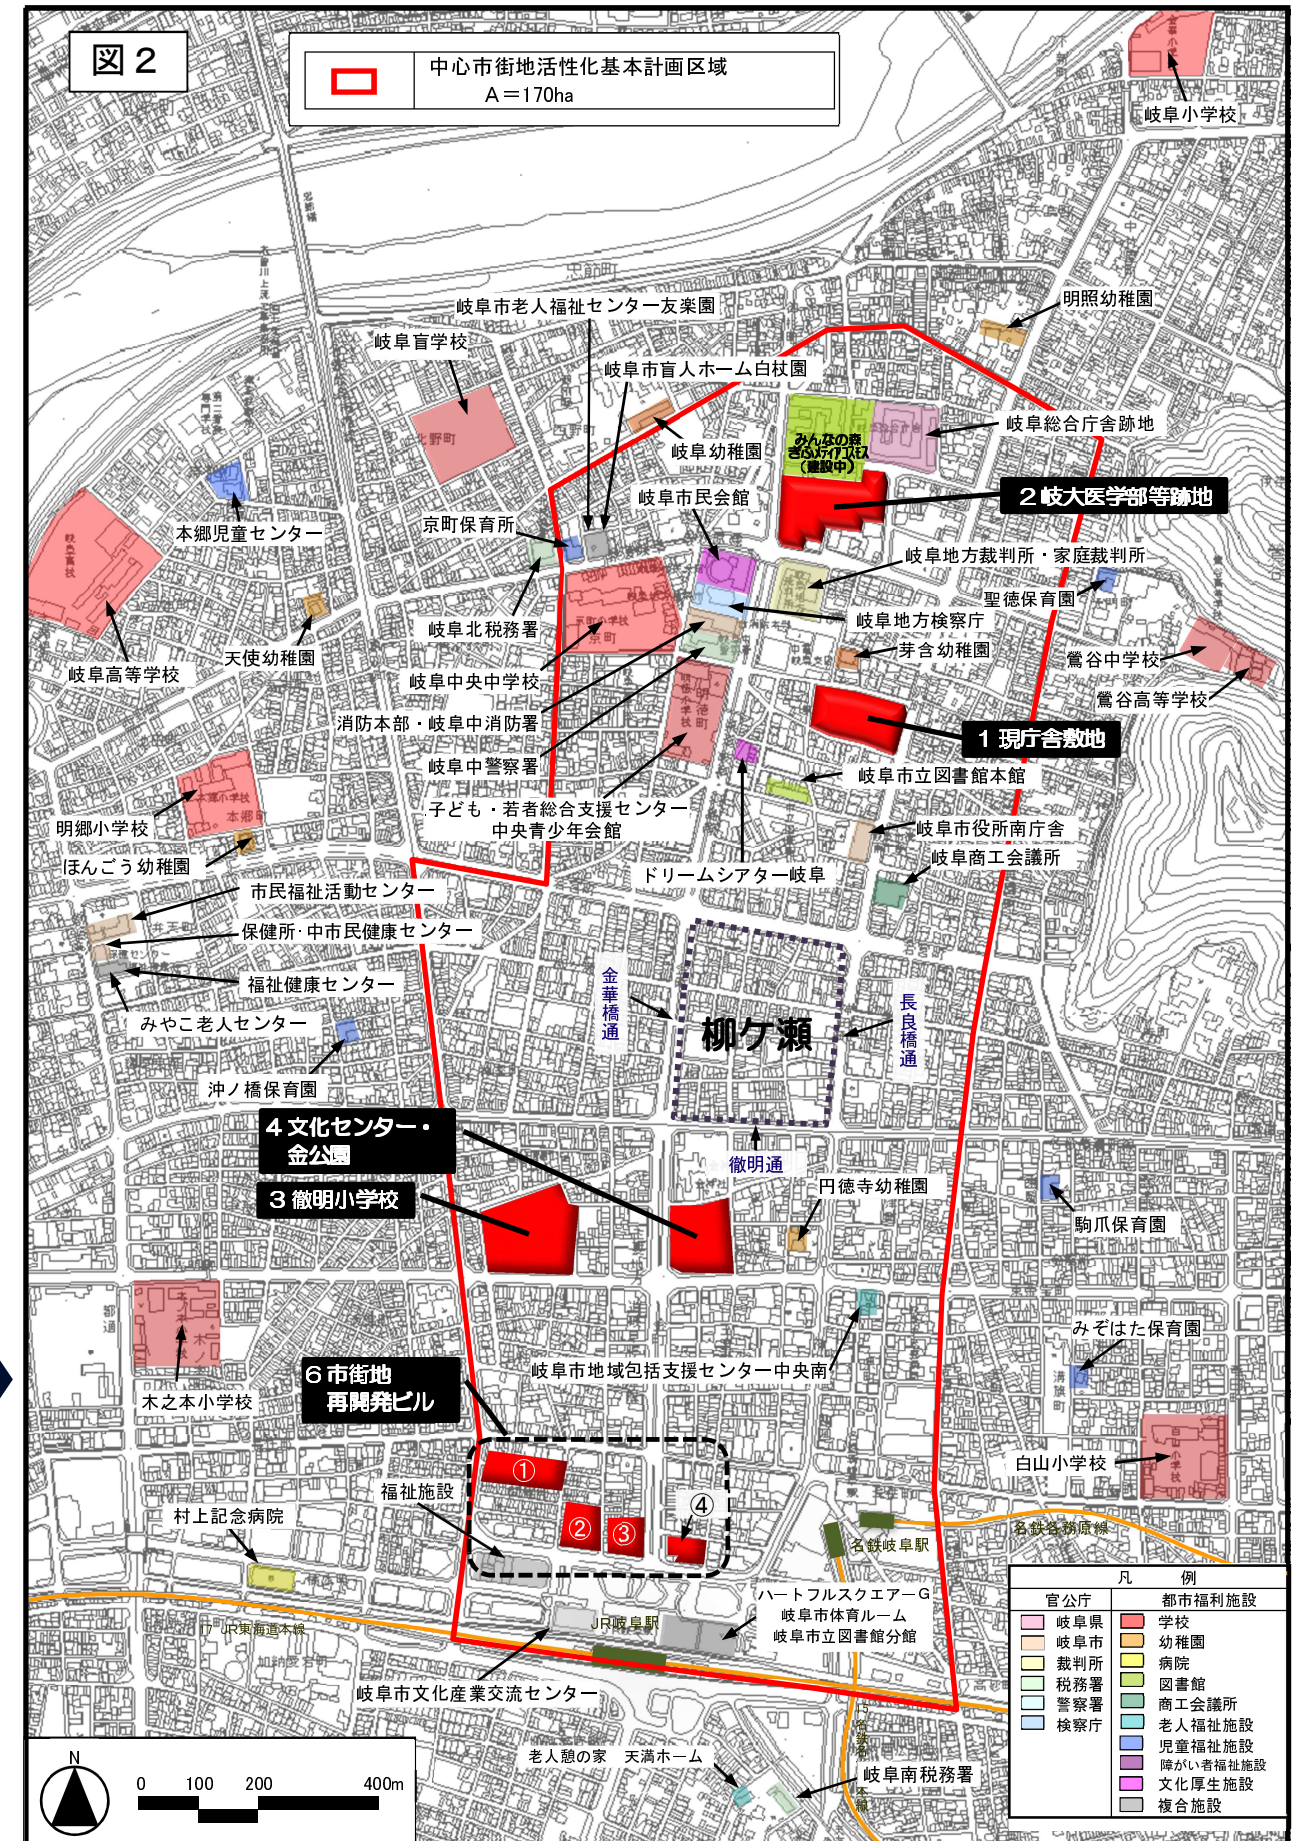 図2
中心市街地活性化基本計画区域
A=170ha
岐阜小学校
明照幼稚園
岐阜市老人福祉センター友楽園
岐阜盲学校
岐阜市盲人ホーム白杖園
岐阜総合庁舎跡地
みんなの森
ぎふメディアコスモス
(建設中)
岐阜幼稚園
北野町
2 岐大医学部等跡地
岐阜市民会館
京町保育所
本郷児童センター
岐阜地方裁判所・家庭裁判所
聖徳保育園
岐阜地方検察庁
岐阜北税務署
京町
芽含幼稚園
天使幼稚園
鶯谷中学校
岐阜高等学校
岐阜中央中学校
鶯谷高等学校
消防本部・岐阜中消防署
1 現庁舎敷地
岐阜中警察署
岐阜市立図書館本館
子ども・若者総合支援センター
中央青少年会館
明郷小学校
岐阜市役所南庁舎
ほんごう幼稚園
岐阜商工会議所
ドリームシアター岐阜
市民福祉活動センター
保健所・中市民健康センター
福祉健康センター
みやこ老人センター
金華橋通
長良橋通
柳ケ瀬
沖ノ橋保育園
4 文化センター・
金公園
徹明通
3 徹明小学校
円徳寺幼稚園
駒爪保育園
みぞはた保育園
6 市街地
再開発ビル
岐阜市地域包括支援センター中央南
木之本小学校
溝旗町
白山小学校
①
②
③
④
福祉施設
村上記念病院
名鉄岐阜駅
名鉄各務原線
ハートフルスクエアーG
岐阜市体育ルーム
岐阜市立図書館分館
JR岐阜駅
JR東海道本線
岐阜市文化産業交流センター
老人憩の家 天満ホーム
岐阜南税務署
N
0 100 200 400m
凡 例
官公庁
岐阜県
岐阜市
裁判所
税務署
警察署
検察庁
都市福利施設
学校
幼稚園
病院
図書館
商工会議所
老人福祉施設
児童福祉施設
障がい者福祉施設
文化厚生施設
複合施設